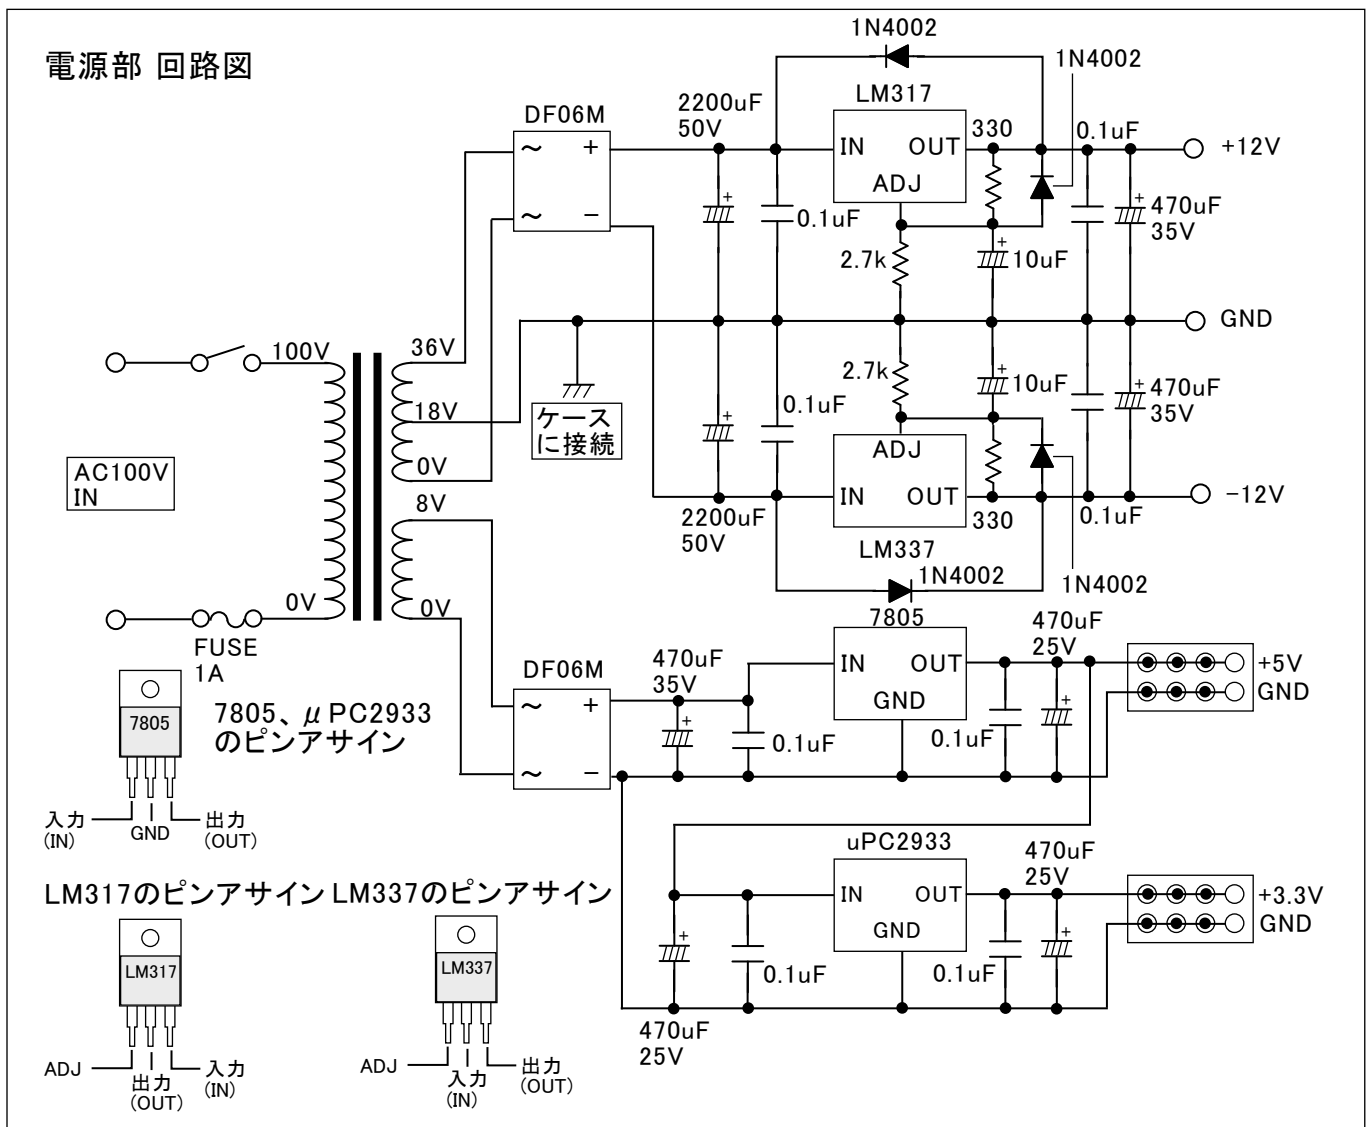 電源部 回路図
1N4002
1N4002
LM317
2200uF
50V
DF06M
330
0.1uF
~ +
IN OUT
ADJ
+12V
~ −
0.1uF
470uF
35V
2.7k
10uF
GND
100V
36V
2.7k
10uF
470uF
35V
18V
0.1uF
ケース
に接続
ADJ
0V
AC100V
IN
IN OUT
−12V
8V
2200uF
50V
330
0.1uF
LM337
1N4002
1N4002
0V
0V
7805
470uF
25V
FUSE
1A
DF06M
470uF
35V
IN OUT
GND
+5V
GND
~ +
~ −
0.1uF
0.1uF
7805
7805、μPC2933
のピンアサイン
入力
(IN)
GND
出力
(OUT)
uPC2933
470uF
25V
IN OUT
GND
+3.3V
GND
0.1uF
0.1uF
470uF
25V
LM317のピンアサイン
LM317
ADJ
出力
(OUT)
入力
(IN)
LM337のピンアサイン
LM337
ADJ
入力
(IN)
出力
(OUT)
+
+
+
+
+
+
+
+
+
+
+